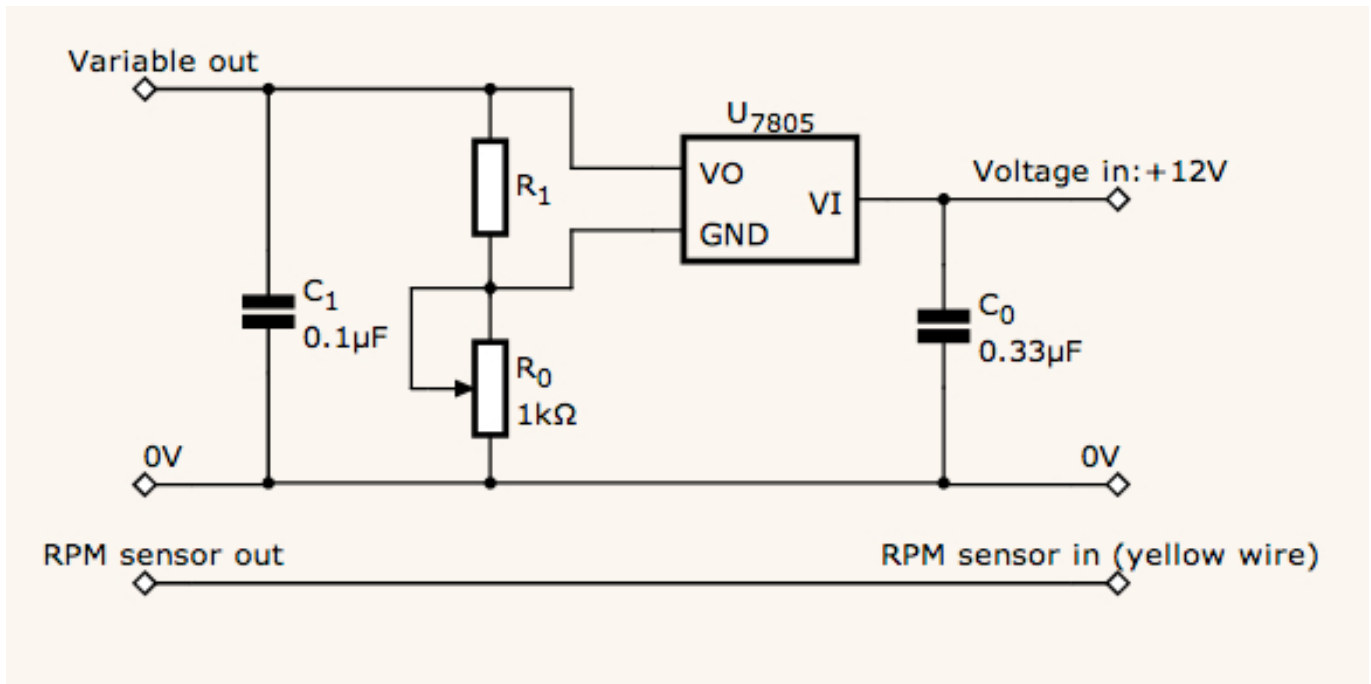 Variable out
U7805
VO
GND
VI
Voltage in:+12V
R1
C1
0.1µF
C0
0.33µF
R0
1kΩ
0V
0V
RPM sensor out
RPM sensor in (yellow wire)